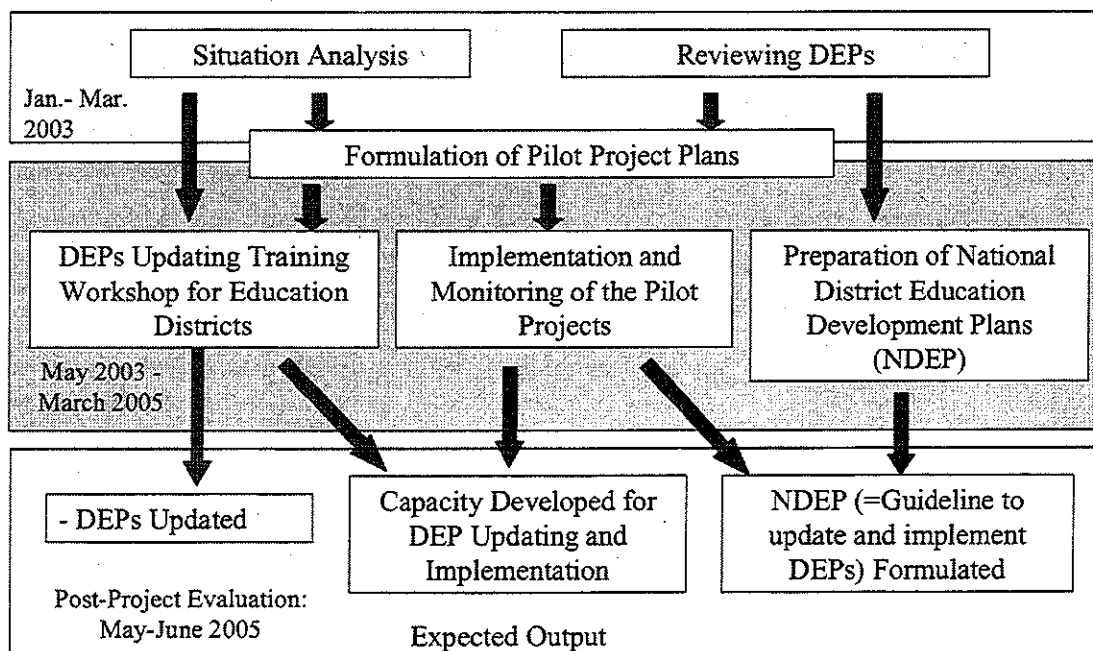 Situation Analysis
Reviewing DEPs
Jan.- Mar.
2003
Formulation of Pilot Project Plans
DEPs Updating Training
Workshop for Education
Districts
Implementation and
Monitoring of the Pilot
Projects
Preparation of National
District Education
Development Plans
(NDEP)
May 2003 -
March 2005
- DEPs Updated
Capacity Developed for
DEP Updating and
Implementation
NDEP (=Guideline to
update and implement
DEPs) Formulated
Post-Project Evaluation:
May-June 2005
Expected Output